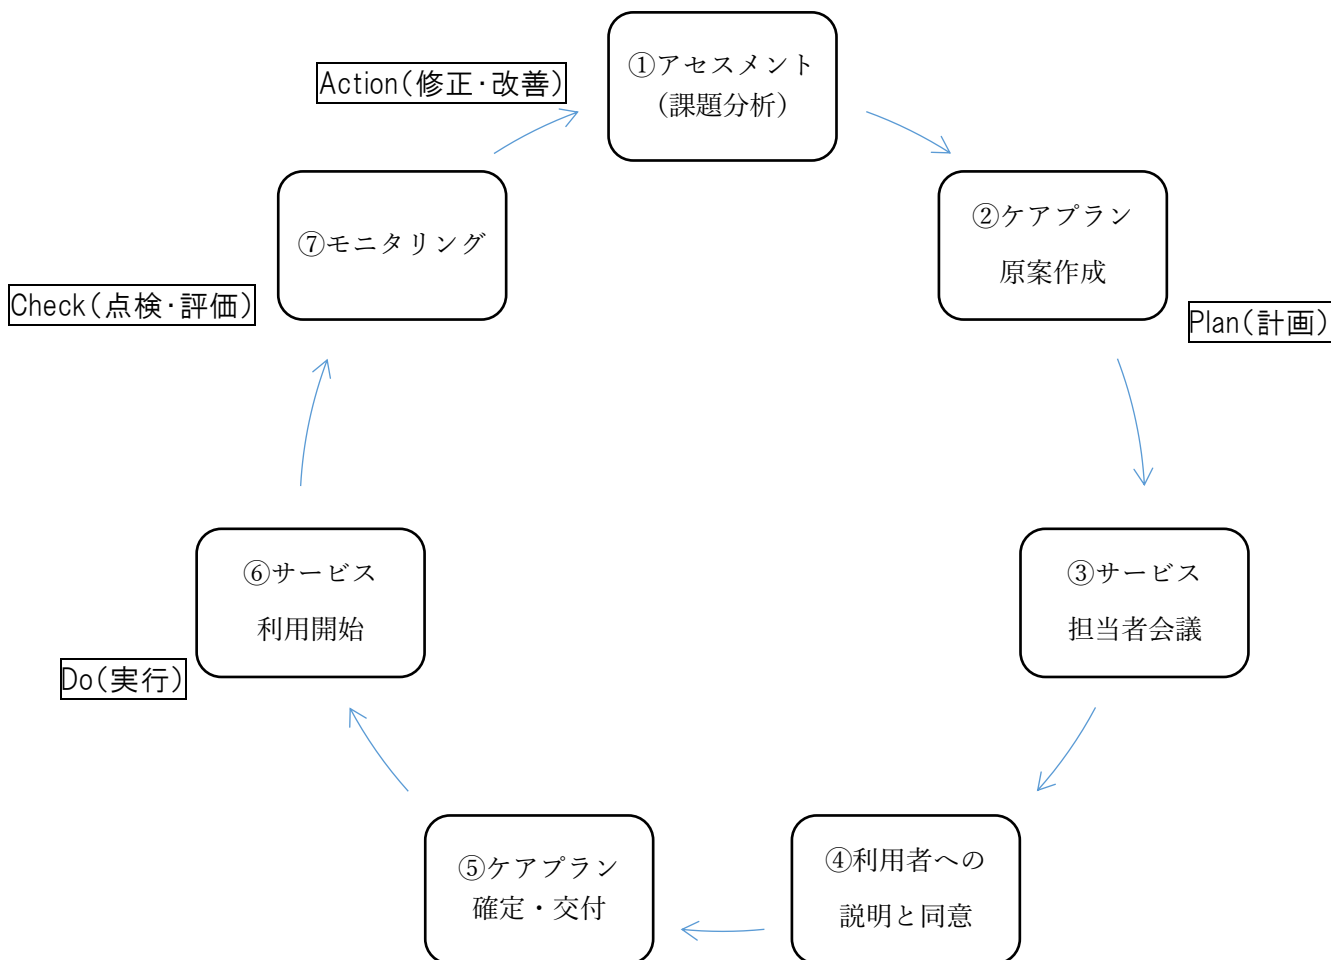 ①アセスメント
(課題分析)
Action(修正・改善)
②ケアプラン
原案作成
⑦モニタリング
Check(点検・評価)
Plan(計画)
⑥サービス
利用開始
③サービス
担当者会議
Do(実行)
⑤ケアプラン
確定・交付
④利用者への
説明と同意